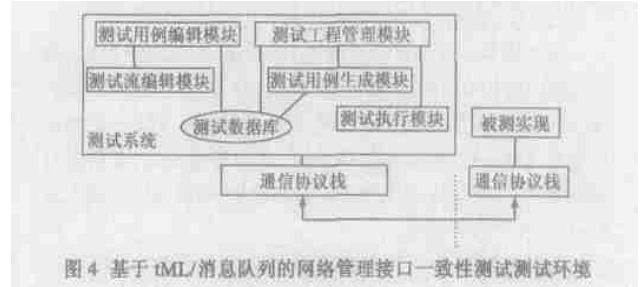 测试用例编辑模块 测试工程管理模块
测试流编辑模块 测试用例生成模块
测试数据库 测试执行模块 被测实现
测试系统
通信协议栈 通信协议栈
图 4 基于 tML/消息队列的网络管理接口一致性测试测试环境